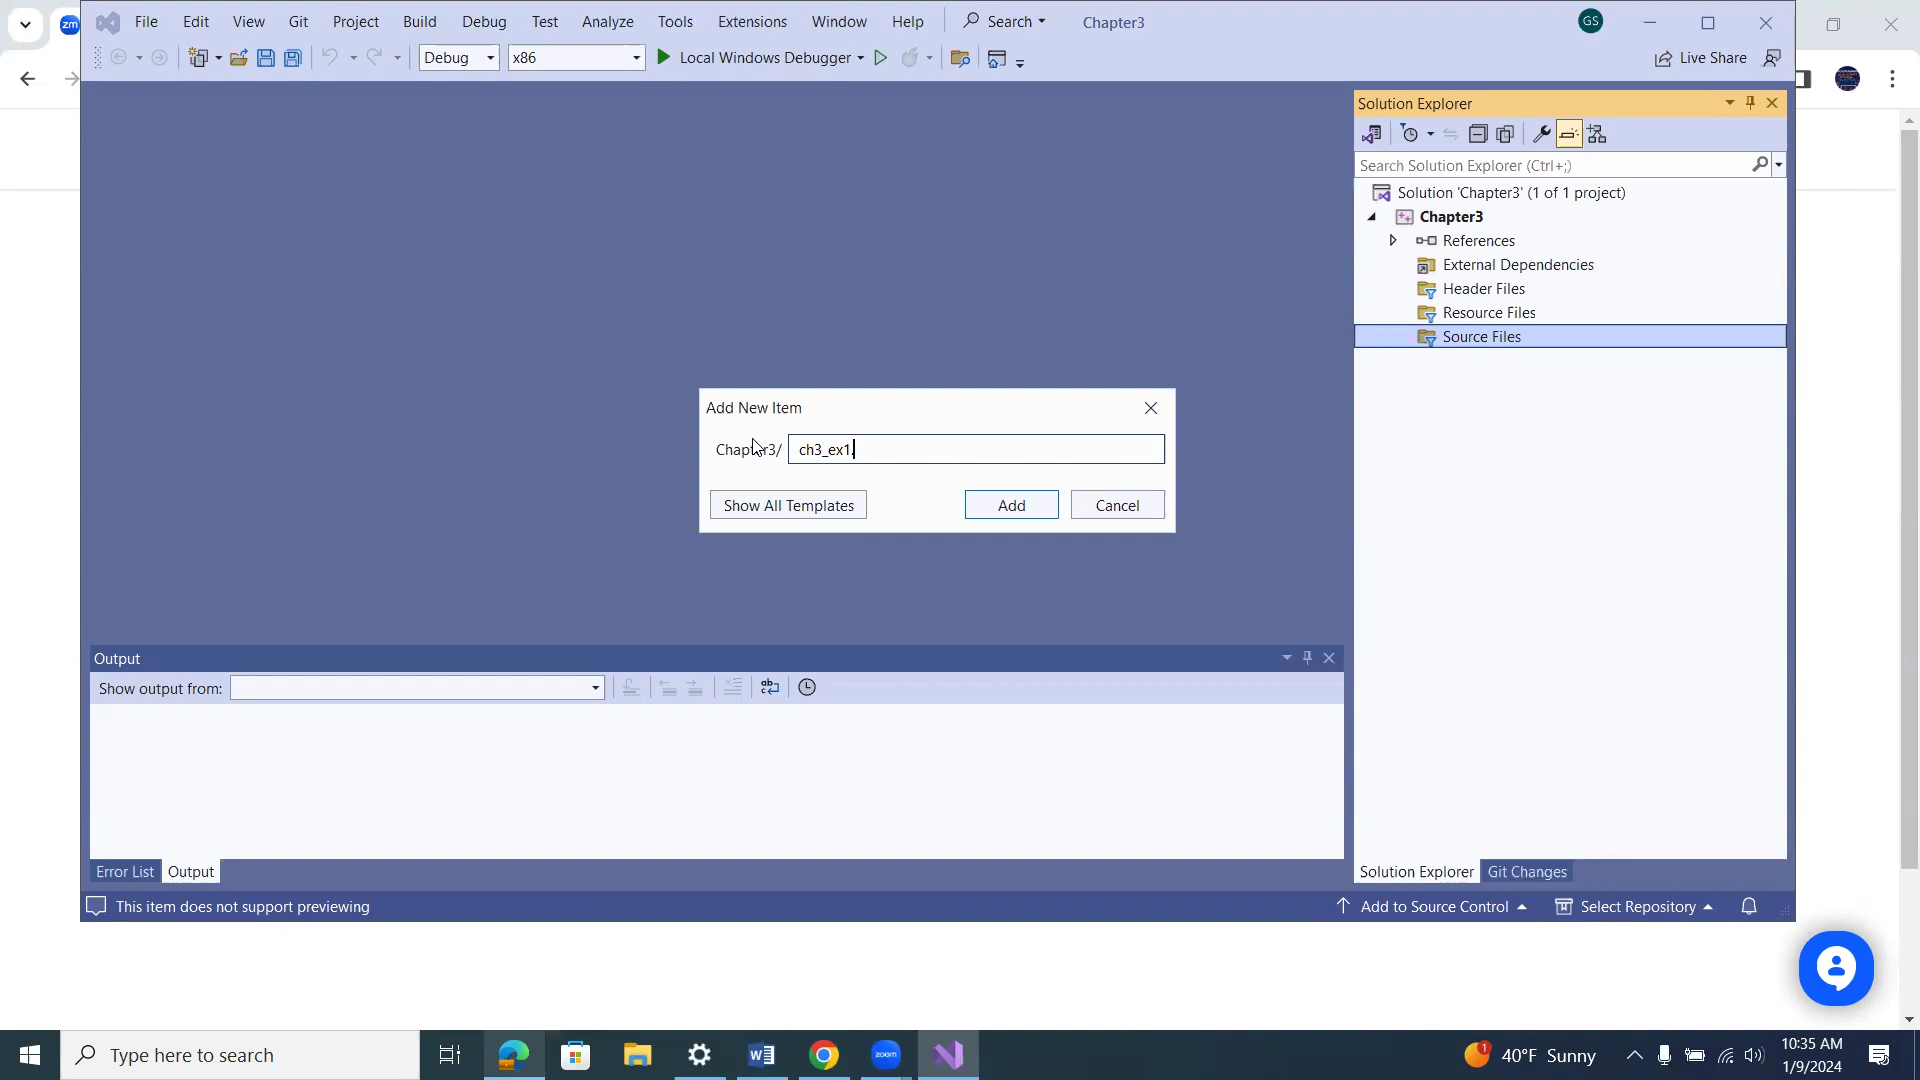 File Edit View Git Project Build Debug Test Analyze Tools Extensions Window Help Search Chapter3 GS
zm
Debug x86 Local Windows Debugger Live Share
Solution Explorer
Search Solution Explorer (Ctrl+;)
Solution 'Chapter3' (1 of 1 project)
Chapter3
References
External Dependencies
Header Files
Resource Files
Source Files
Add New Item
Chapter3/ ch3_ex1.
Show All Templates Add Cancel
Output
Show output from:
Error List Output
Solution Explorer Git Changes
This item does not support previewing
Add to Source Control Select Repository
Type here to search
zoom
1
40°F Sunny
10:35 AM
1/9/2024